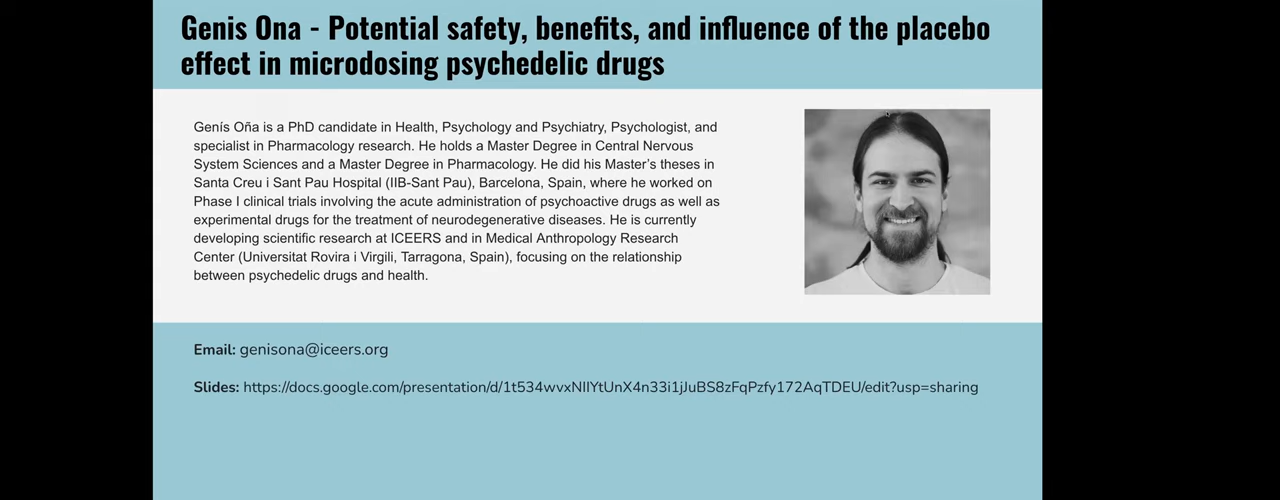 Genis Ona - Potential safety, benefits, and influence of the placebo
effect in microdosing psychedelic drugs
Genís Oña is a PhD candidate in Health, Psychology and Psychiatry, Psychologist, and
specialist in Pharmacology research. He holds a Master Degree in Central Nervous
System Sciences and a Master Degree in Pharmacology. He did his Master’s theses in
Santa Creu i Sant Pau Hospital (IIB-Sant Pau), Barcelona, Spain, where he worked on
Phase I clinical trials involving the acute administration of psychoactive drugs as well as
experimental drugs for the treatment of neurodegenerative diseases. He is currently
developing scientific research at ICEERS and in Medical Anthropology Research
Center (Universitat Rovira i Virgili, Tarragona, Spain), focusing on the relationship
between psychedelic drugs and health.
Email: genisona@iceers.org
Slides: https://docs.google.com/presentation/d/1t534wvxNIlYtUnX4n33i1jJuBS8zFqPzfy172AqTDEU/edit?usp=sharing